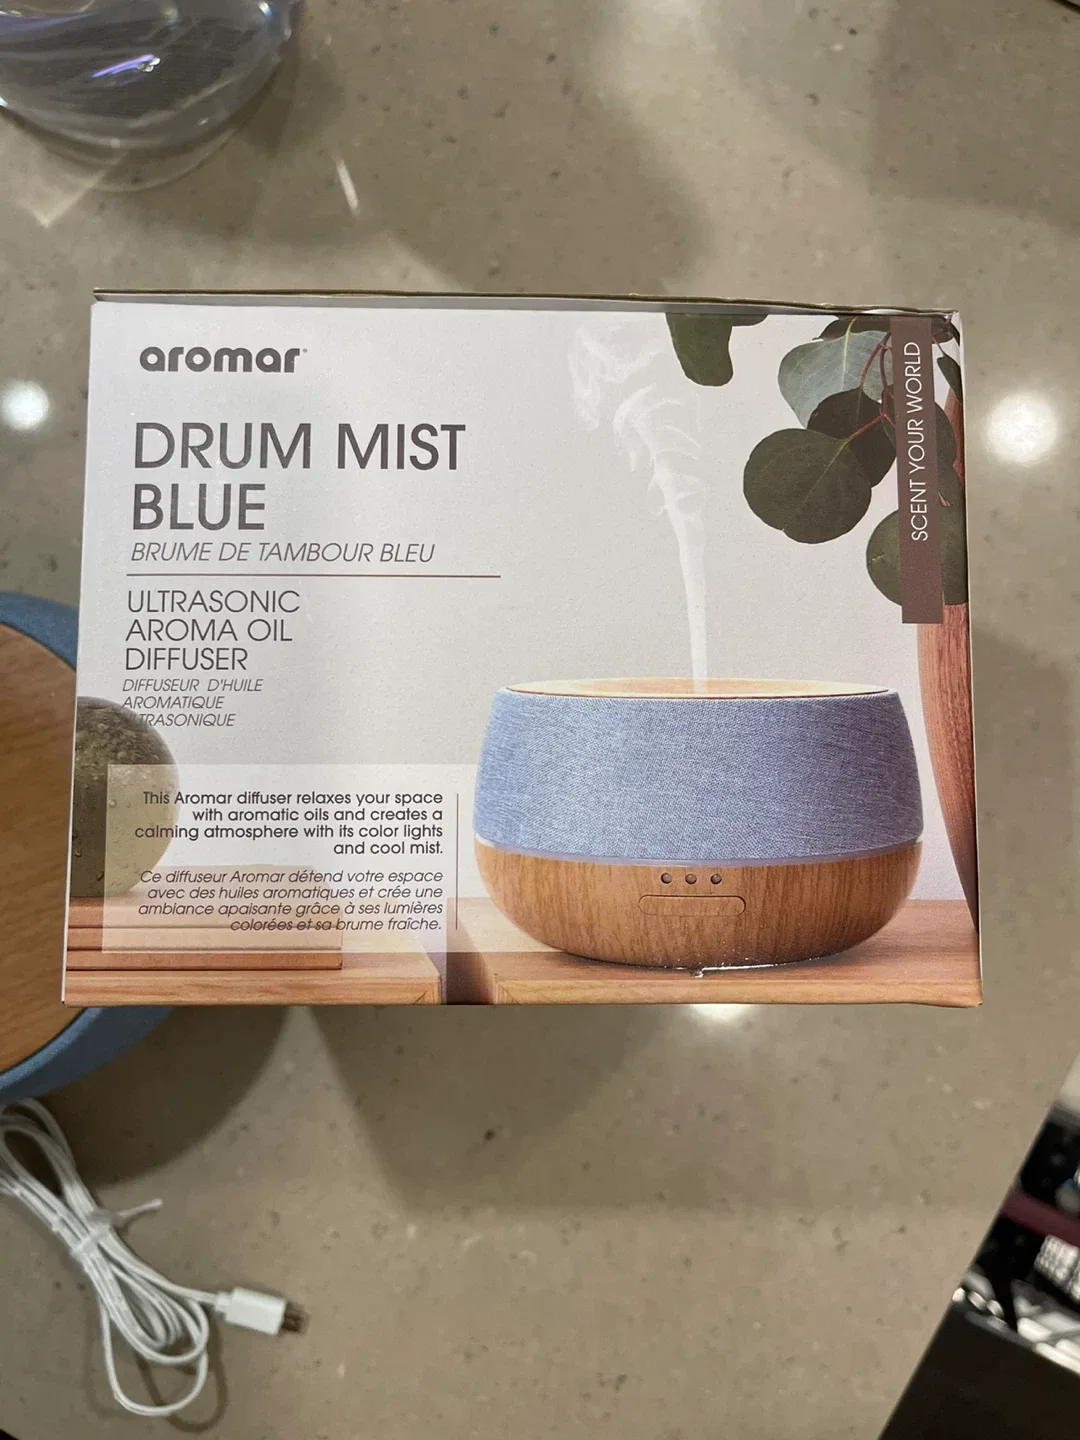 aromar
DRUM MIST
BLUE
BRUME DE TAMBOUR BLEU
ULTRASONIC
AROMA OIL
DIFFUSER
DIFFUSEUR D'HUILE
AROMATIQUE
ULTRASONIQUE
This Aromar diffuser relaxes your space
with aromatic oils and creates a
calming atmosphere with its color lights
and cool mist.
Ce diffuseur Aromar détend votre espace
avec des huiles aromatiques et crée une
ambiance apaisante grâce à ses lumières
colorées et sa brume fraîche.
SCENT YOUR WORLD